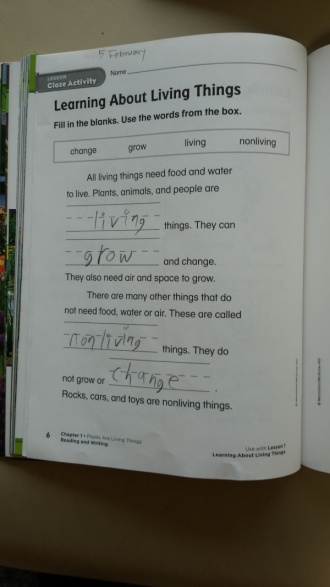 5 February
LESSON
Cloze Activity
Name
Learning About Living Things
Fill in the blanks. Use the words from the box.
change grow living nonliving
All living things need food and water
to live. Plants, animals, and people are
living things. They can
grow and change.
They also need air and space to grow.
There are many other things that do
not need food, water or air. These are called
nonliving things. They do
not grow or change.
Rocks, cars, and toys are nonliving things.
6 Chapter 1 • Plants Are Living Things
Reading and Writing
Use with Lesson 1
Learning About Living Things